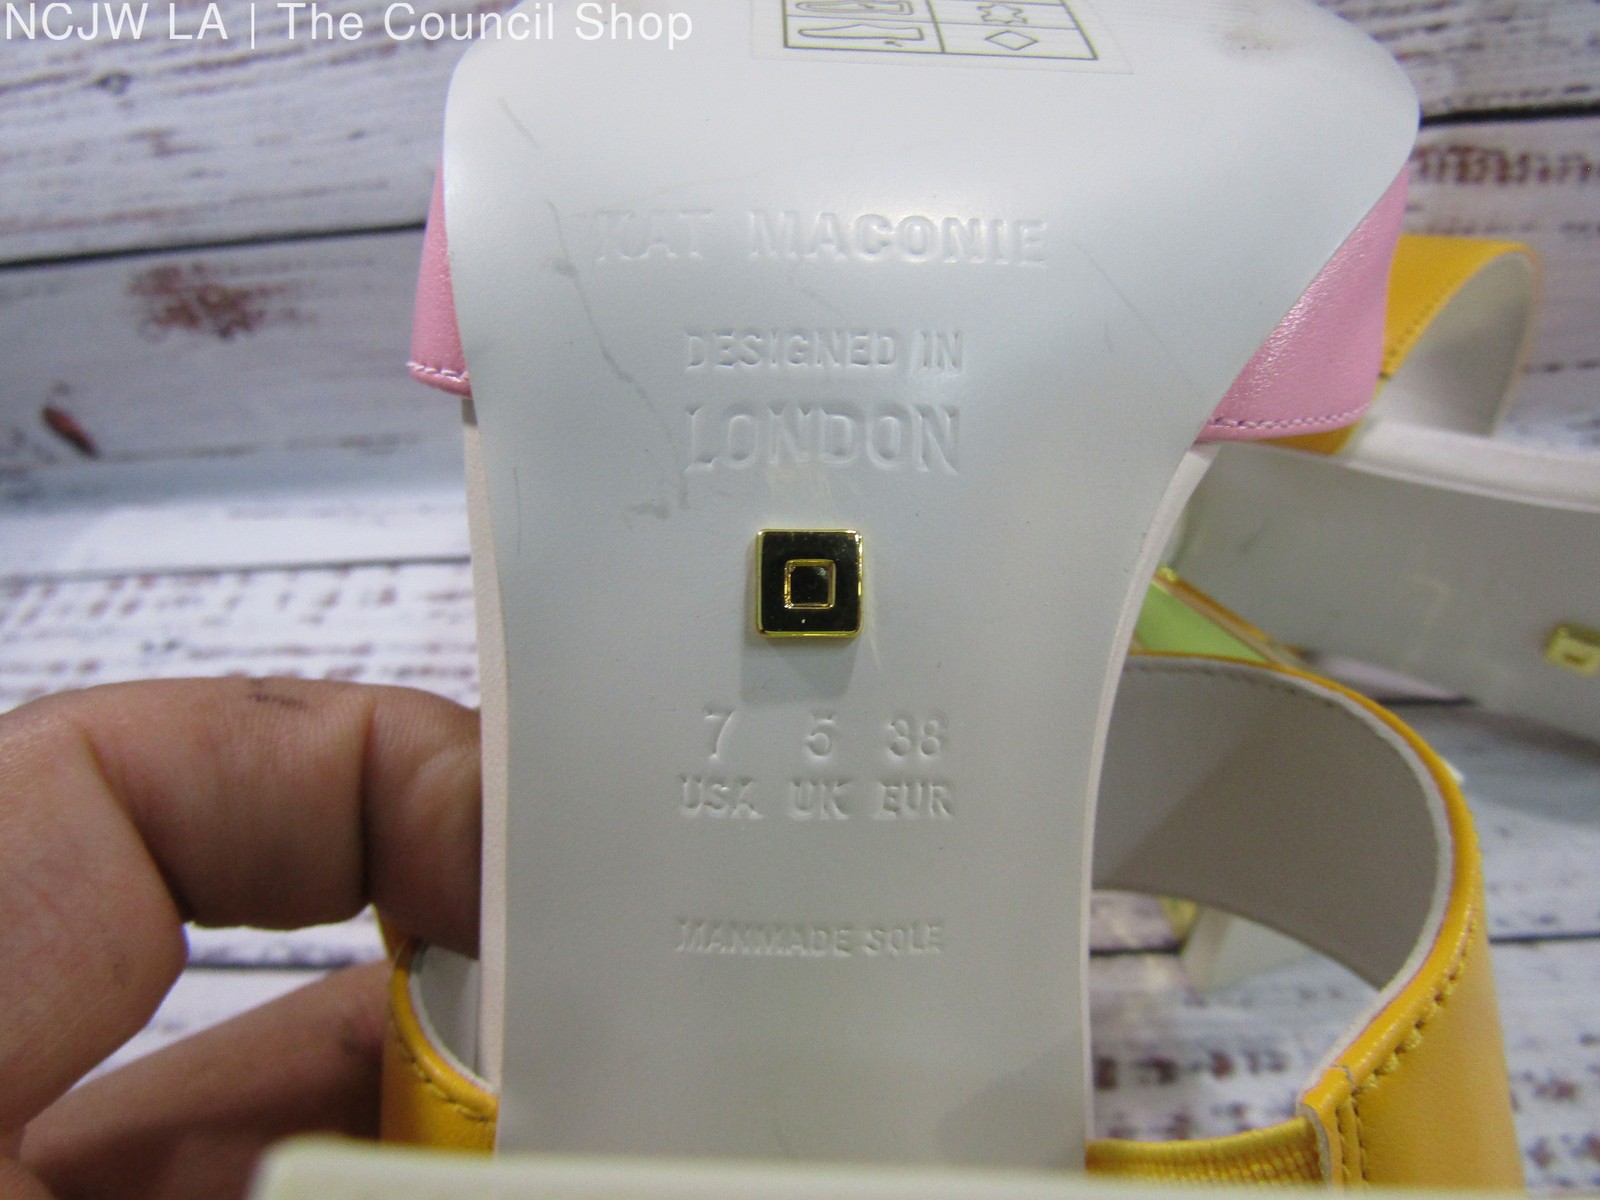 NCJW LA | The Council Shop
KAT MACONIE
DESIGNED IN
LONDON
7 5 38
USA UK EUR
MANMADE SOLE